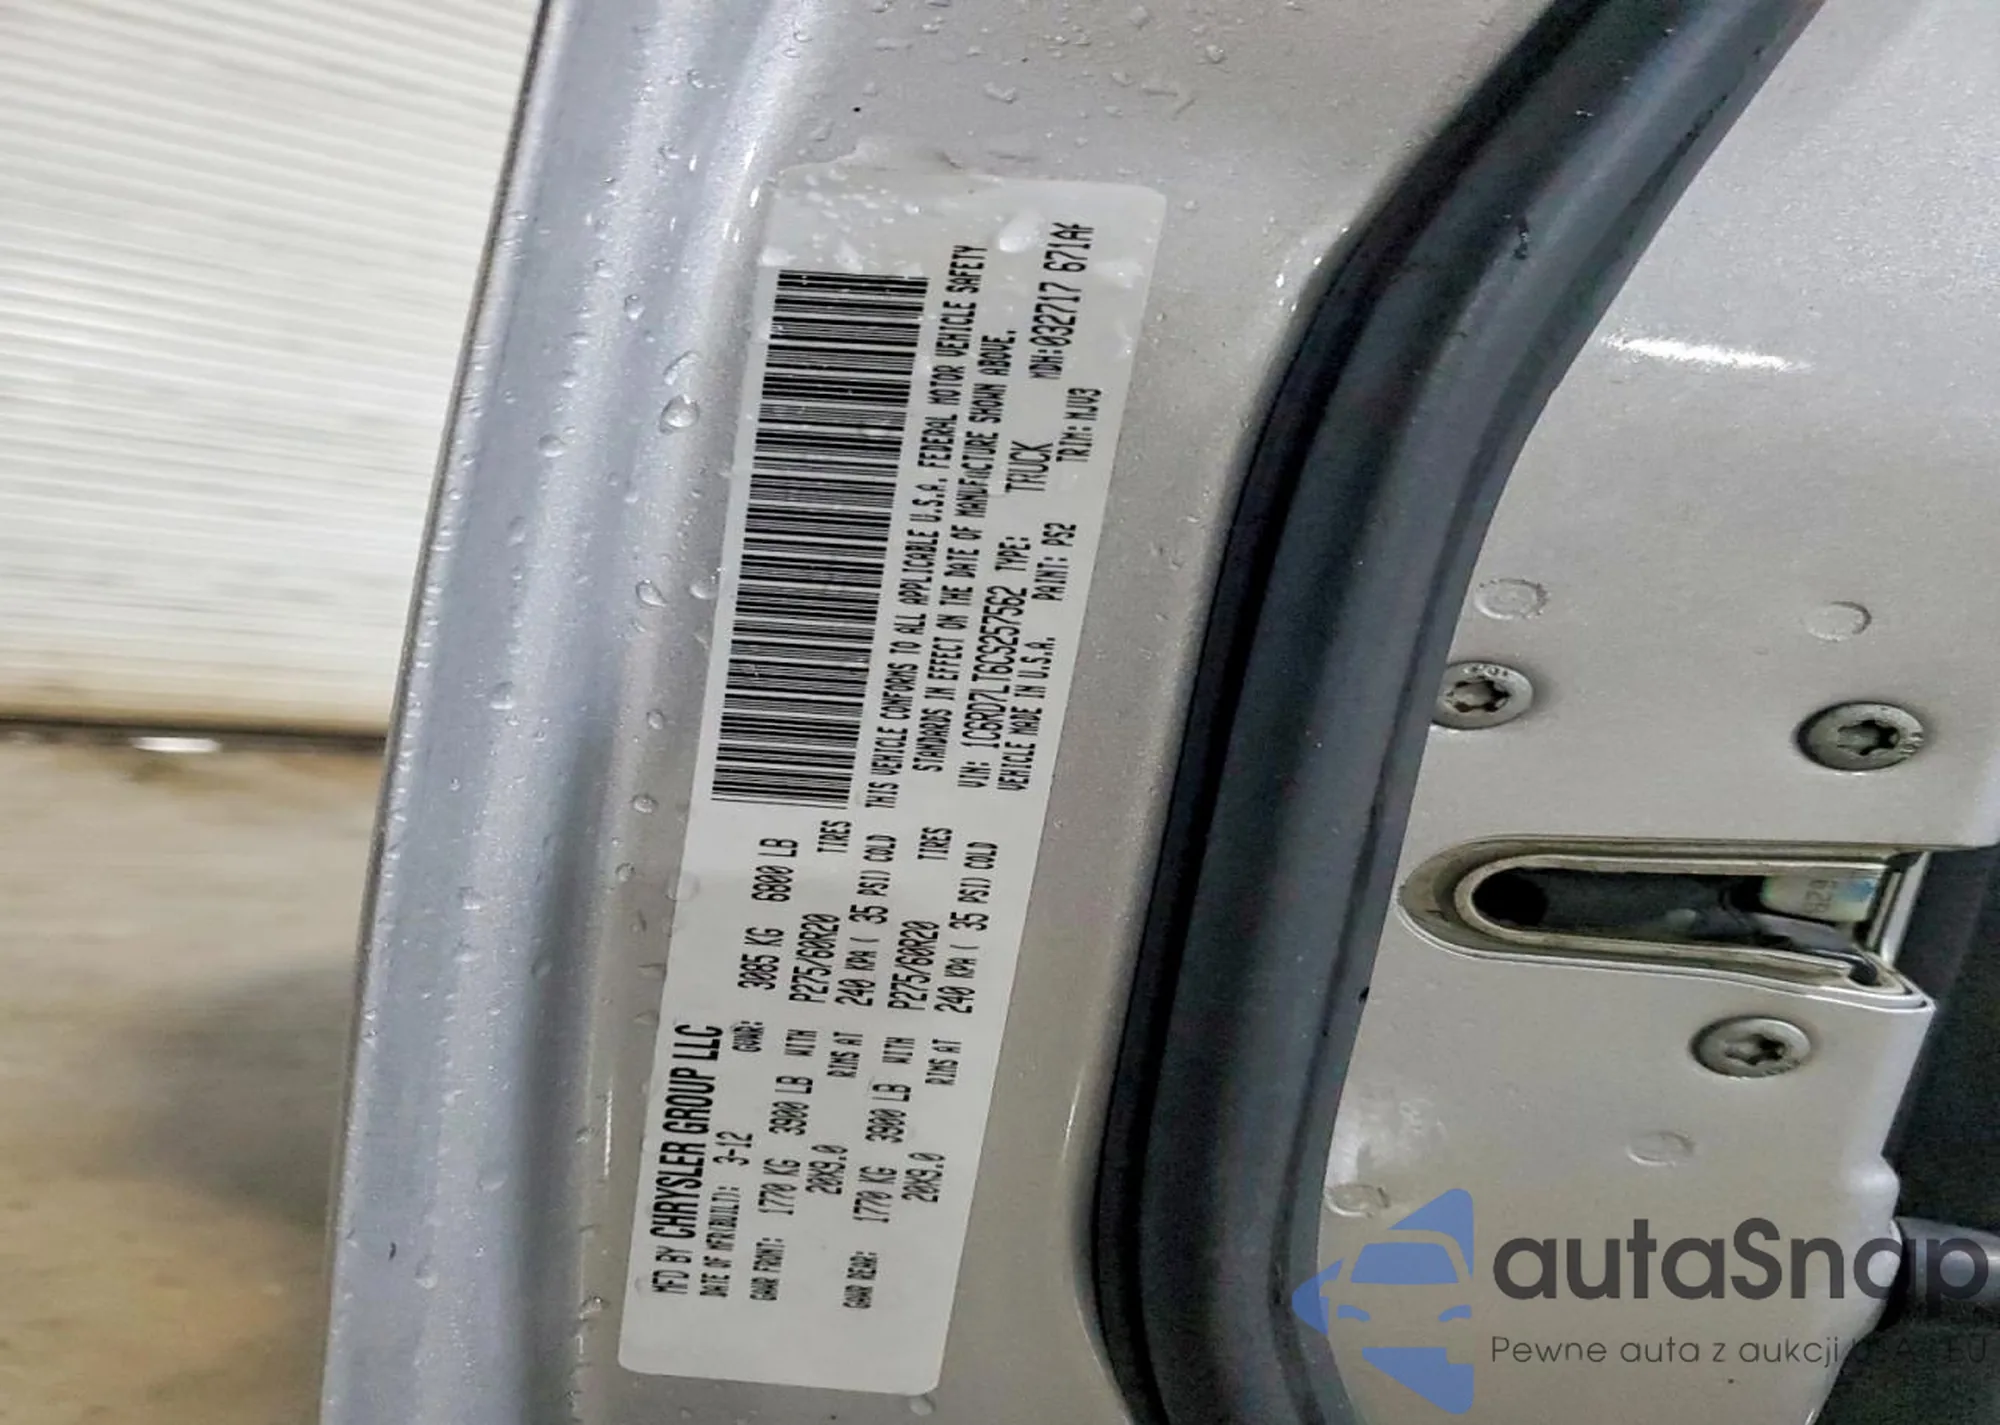 MFD BY CHRYSLER GROUP LLC
DATE OF MFR(BUILT): 3-12 GVWR: 3085 KG 6800 LB
GAWR FRONT: 1770 KG 3900 LB WITH P275/60R20 TIRES
20X9.0 RIMS AT 240 KPA ( 35 PSI) COLD
GAWR REAR: 1770 KG 3900 LB WITH P275/60R20 TIRES
20X9.0 RIMS AT 240 KPA ( 35 PSI) COLD
THIS VEHICLE CONFORMS TO ALL APPLICABLE U.S.A. FEDERAL MOTOR VEHICLE SAFETY
STANDARDS IN EFFECT ON THE DATE OF MANUFACTURE SHOWN ABOVE.
VIN: 1C6RD7LT6CS257562 TYPE: TRUCK MDH:032717 671A
VEHICLE MADE IN U.S.A. PAINT: PS2 TRIM: MJV3
autaSnap
Pewne auta z aukcji